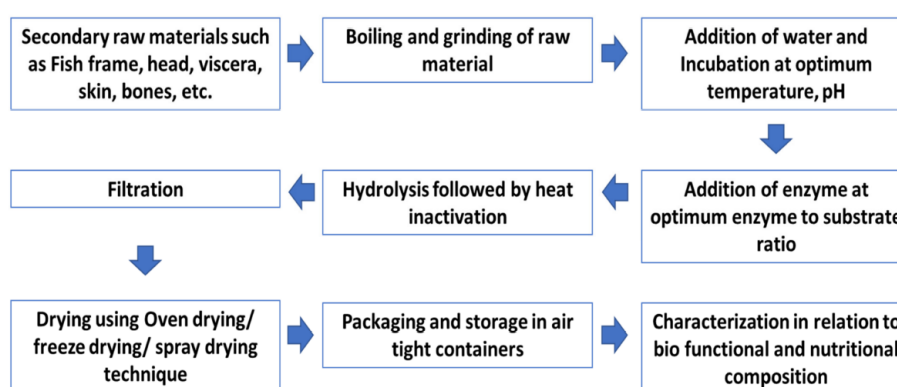 Secondary raw materials such
as Fish frame, head, viscera,
skin, bones, etc.
Boiling and grinding of raw
material
Addition of water and
Incubation at optimum
temperature, pH
Addition of enzyme at
optimum enzyme to substrate
ratio
Hydrolysis followed by heat
inactivation
Filtration
Drying using Oven drying/
freeze drying/ spray drying
technique
Packaging and storage in air
tight containers
Characterization in relation to
bio functional and nutritional
composition